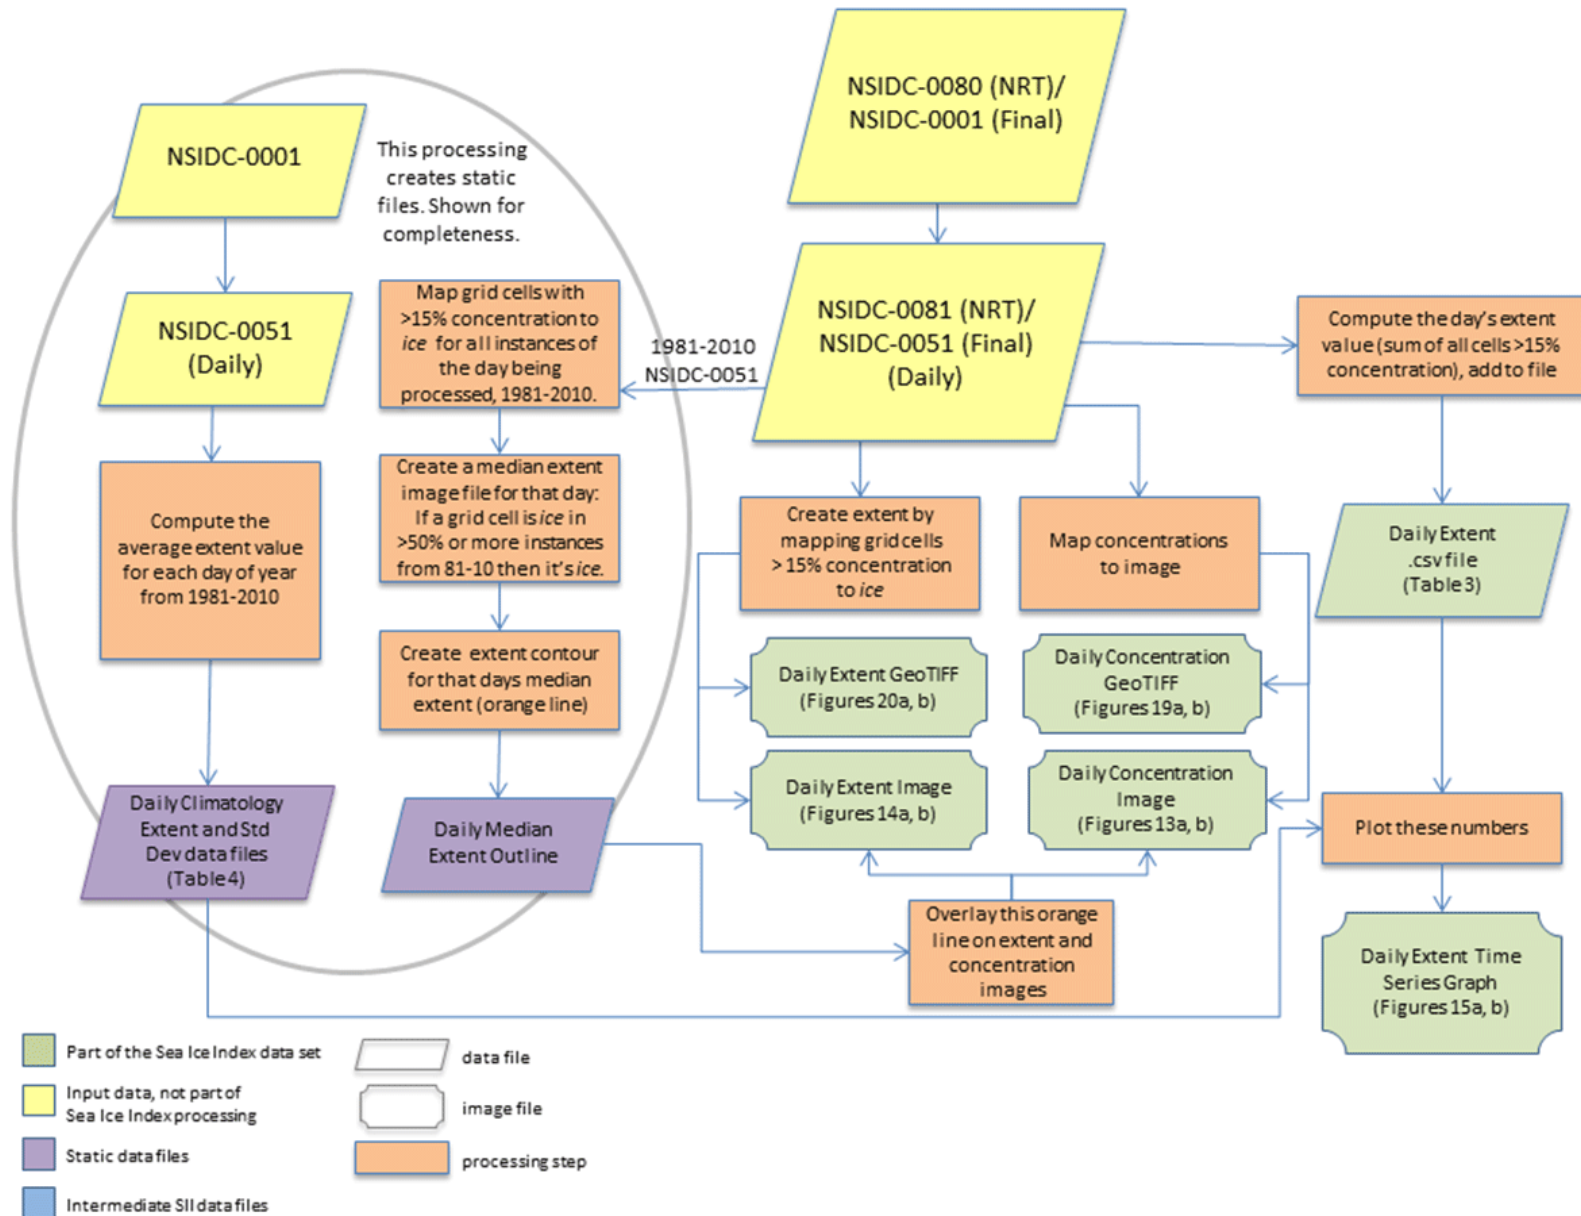 NSIDC-0001
This processing
creates static
files. Shown for
completeness.
NSIDC-0051
(Daily)
Compute the
average extent value
for each day of year
from 1981-2010
Daily Climatology
Extent and Std
Dev data files
(Table 4)
Map grid cells with
>15% concentration to
ice for all instances of
the day being
processed, 1981-2010.
Create a median extent
image file for that day:
If a grid cell is ice in
>50% or more instances
from 81-10 then it's ice.
Create extent contour
for that days median
extent (orange line)
Daily Median
Extent Outline
1981-2010
NSIDC-0051
NSIDC-0080 (NRT)/
NSIDC-0001 (Final)
NSIDC-0081 (NRT)/
NSIDC-0051 (Final)
(Daily)
Create extent by
mapping grid cells
> 15% concentration
to ice
Daily Extent GeoTIFF
(Figures 20a, b)
Daily Extent Image
(Figures 14a, b)
Map concentrations
to image
Daily Concentration
GeoTIFF
(Figures 19a, b)
Daily Concentration
Image
(Figures 13a, b)
Overlay this orange
line on extent and
concentration
images
Compute the day's extent
value (sum of all cells >15%
concentration), add to file
Daily Extent
.csv file
(Table 3)
Plot these numbers
Daily Extent Time
Series Graph
(Figures 15a, b)
Part of the Sea Ice Index data set
Input data, not part of
Sea Ice Index processing
Static data files
Intermediate SII data files
data file
image file
processing step